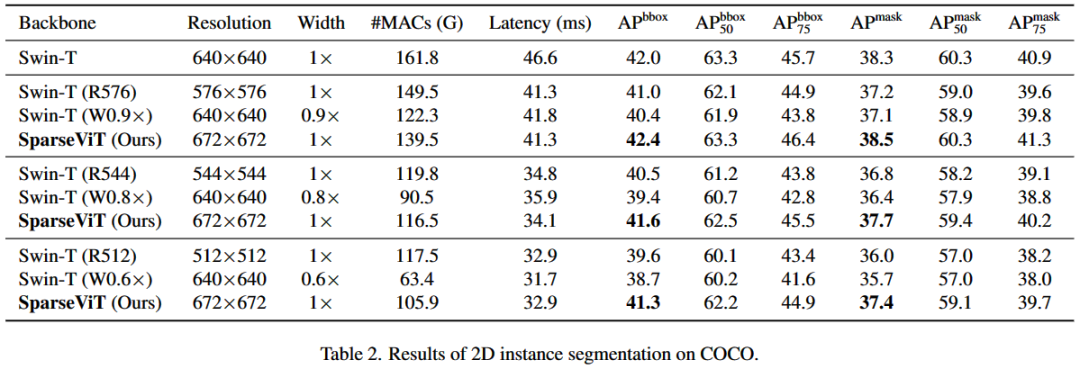 Backbone Resolution Width #MACs (G) Latency (ms) AP^bbox AP_50^bbox AP_75^bbox AP^mask AP_50^mask AP_75^mask
Swin-T 640×640 1× 161.8 46.6 42.0 63.3 45.7 38.3 60.3 40.9
Swin-T (R576) 576×576 1× 149.5 41.3 41.0 62.1 44.9 37.2 59.0 39.6
Swin-T (W0.9×) 640×640 0.9× 122.3 41.8 40.4 61.9 43.8 37.1 58.9 39.8
SparseViT (Ours) 672×672 1× 139.5 41.3 42.4 63.3 46.4 38.5 60.3 41.3
Swin-T (R544) 544×544 1× 119.8 34.8 40.5 61.2 43.8 36.8 58.2 39.1
Swin-T (W0.8×) 640×640 0.8× 90.5 35.9 39.4 60.7 42.8 36.4 57.9 38.8
SparseViT (Ours) 672×672 1× 116.5 34.1 41.6 62.5 45.5 37.7 59.4 40.2
Swin-T (R512) 512×512 1× 117.5 32.9 39.6 60.1 43.4 36.0 57.0 38.2
Swin-T (W0.6×) 640×640 0.6× 63.4 31.7 38.7 60.2 41.6 35.7 57.0 38.0
SparseViT (Ours) 672×672 1× 105.9 32.9 41.3 62.2 44.9 37.4 59.1 39.7
Table 2. Results of 2D instance segmentation on COCO.